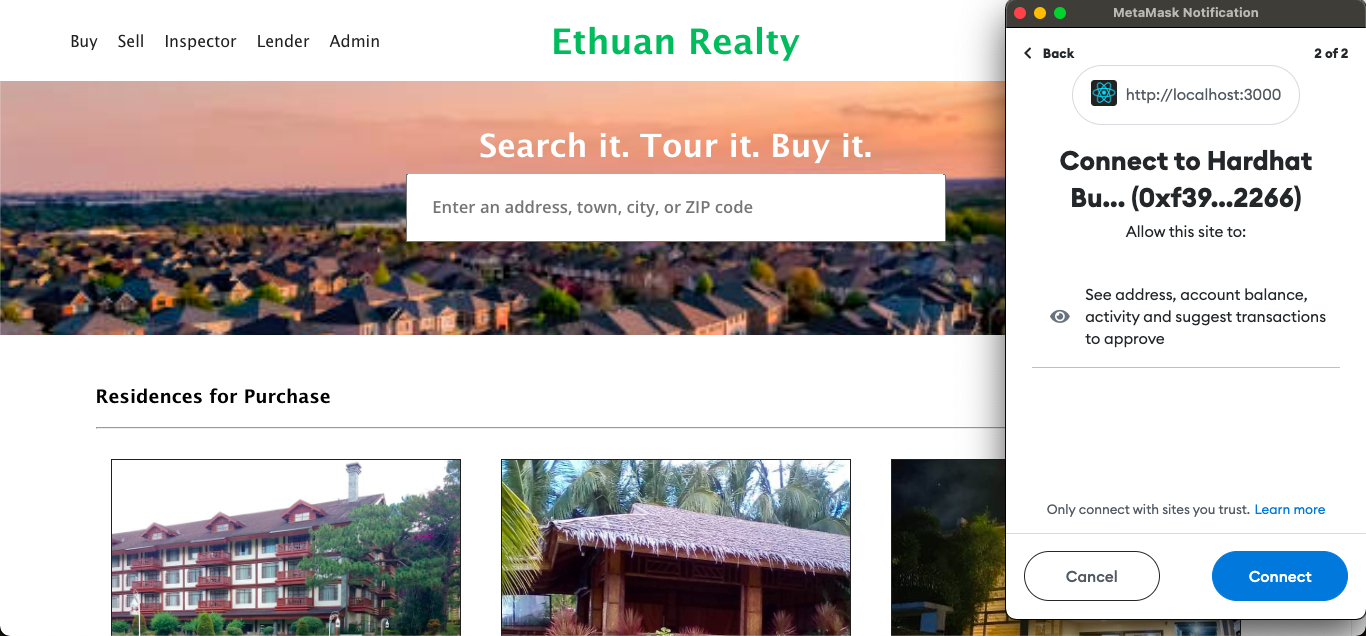 Buy Sell Inspector Lender Admin
Ethuan Realty
Search it. Tour it. Buy it.
Enter an address, town, city, or ZIP code
Residences for Purchase
MetaMask Notification
Back
2 of 2
http://localhost:3000
Connect to Hardhat
Bu... (0xf39...2266)
Allow this site to:
See address, account balance,
activity and suggest transactions
to approve
Only connect with sites you trust. Learn more
Cancel
Connect